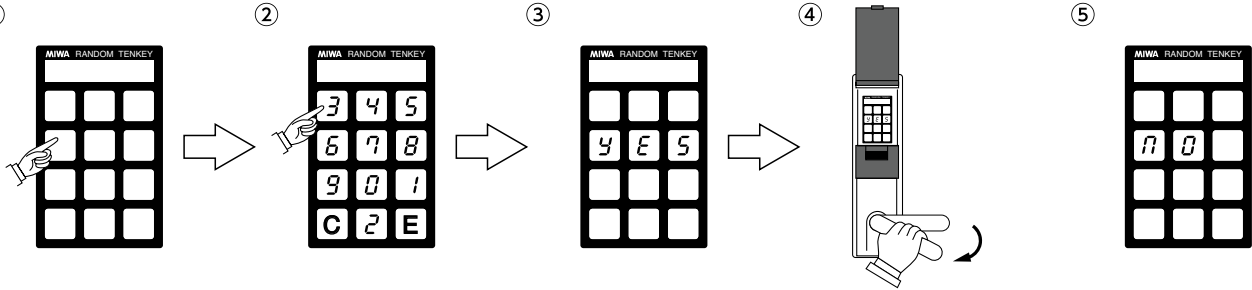 ②
③
④
⑤
MIWA RANDOM TENKEY
MIWA RANDOM TENKEY
3 4 5
6 7 8
9 0 1
C 2 E
MIWA RANDOM TENKEY
Y E S
Y E S
MIWA RANDOM TENKEY
n 0